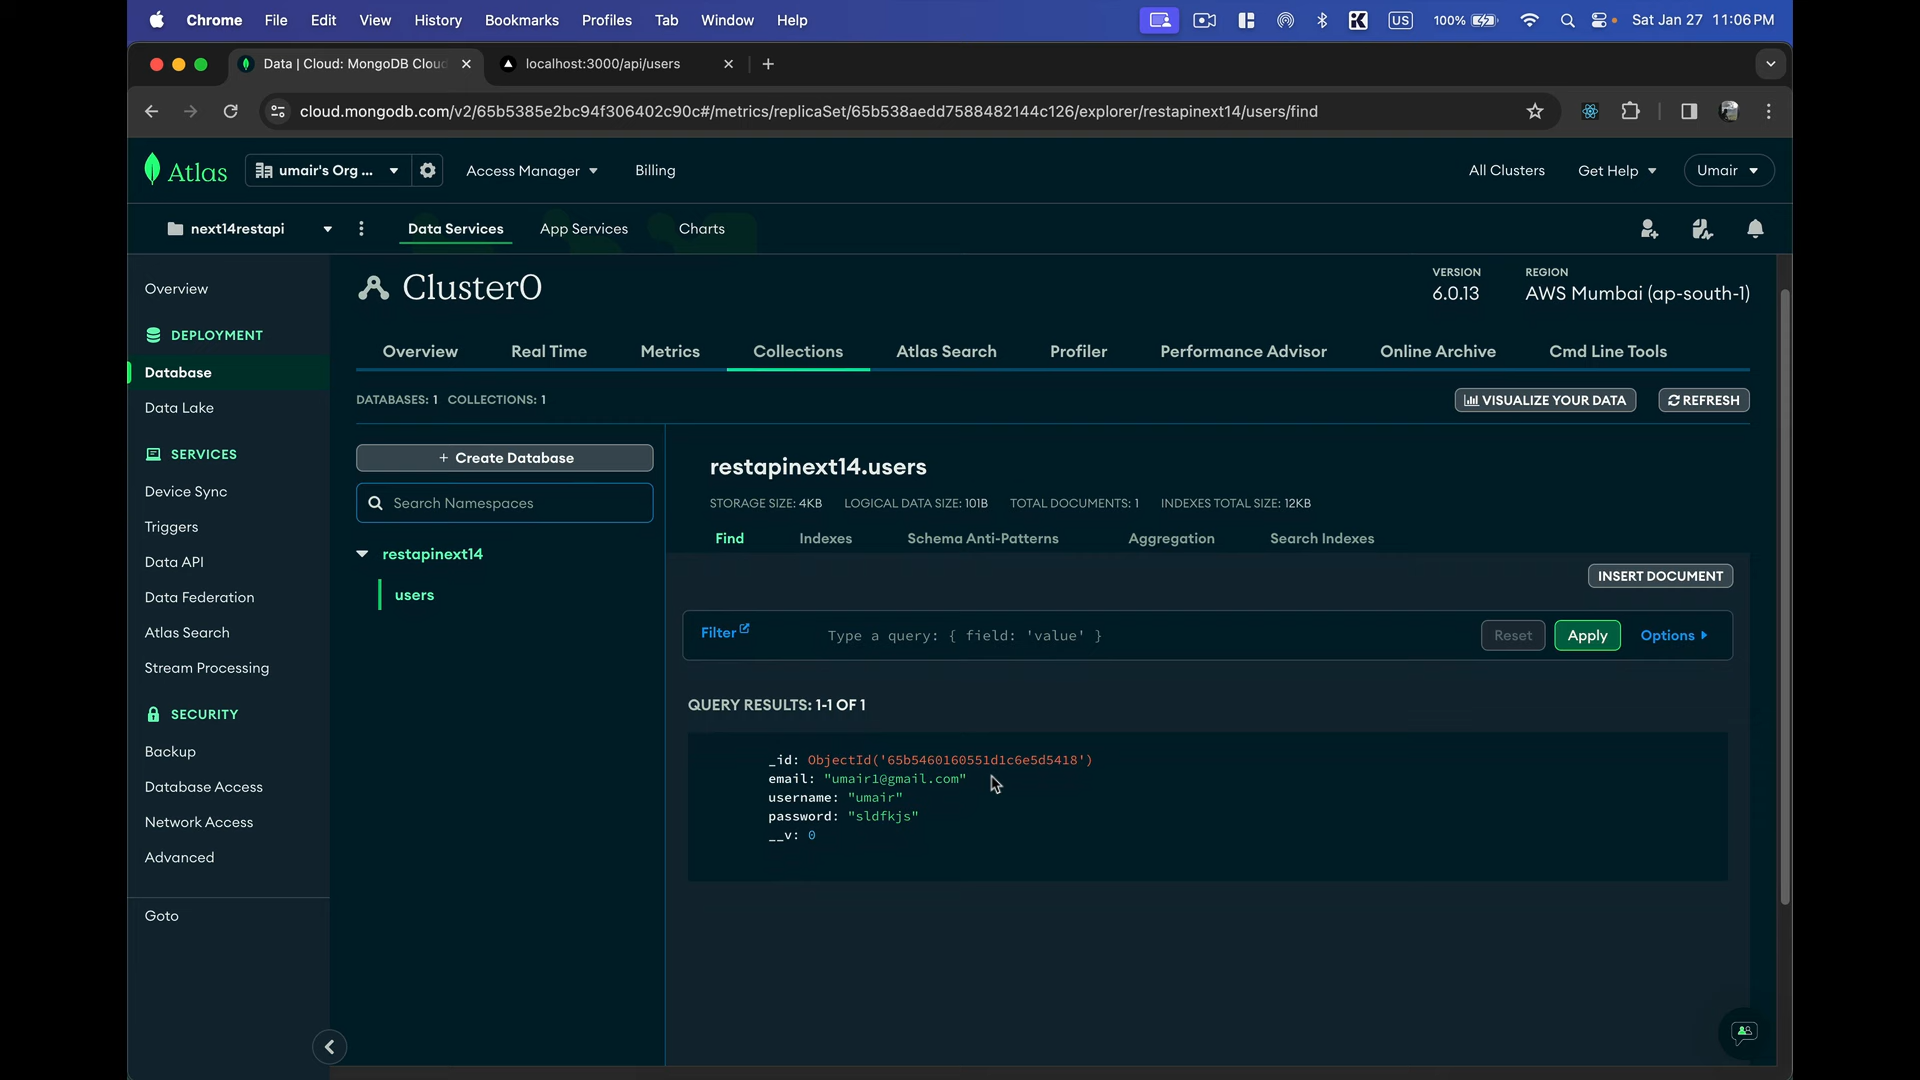 Chrome File Edit View History Bookmarks Profiles Tab Window Help US 100% Sat Jan 27 11:06 PM
Data | Cloud: MongoDB Cloud localhost:3000/api/users
cloud.mongodb.com/v2/65b5385e2bc94f306402c90c#/metrics/replicaSet/65b538aedd7588482144c126/explorer/restapinext14/users/find
Atlas umair's Org ... Access Manager Billing All Clusters Get Help Umair
next14restapi Data Services App Services Charts
Overview
DEPLOYMENT
Database
Data Lake
SERVICES
Device Sync
Triggers
Data API
Data Federation
Atlas Search
Stream Processing
SECURITY
Backup
Database Access
Network Access
Advanced
Goto
Cluster0
VERSION REGION
6.0.13 AWS Mumbai (ap-south-1)
Overview Real Time Metrics Collections Atlas Search Profiler Performance Advisor Online Archive Cmd Line Tools
DATABASES: 1 COLLECTIONS: 1 VISUALIZE YOUR DATA REFRESH
+ Create Database
Search Namespaces
restapinext14
users
restapinext14.users
STORAGE SIZE: 4KB LOGICAL DATA SIZE: 101B TOTAL DOCUMENTS: 1 INDEXES TOTAL SIZE: 12KB
Find Indexes Schema Anti-Patterns Aggregation Search Indexes
INSERT DOCUMENT
Filter Type a query: { field: 'value' } Reset Apply Options
QUERY RESULTS: 1-1 OF 1
_id: ObjectId('65b5460160551d1c6e5d5418')
email: "umair1@gmail.com"
username: "umair"
password: "sldfkjs"
__v: 0